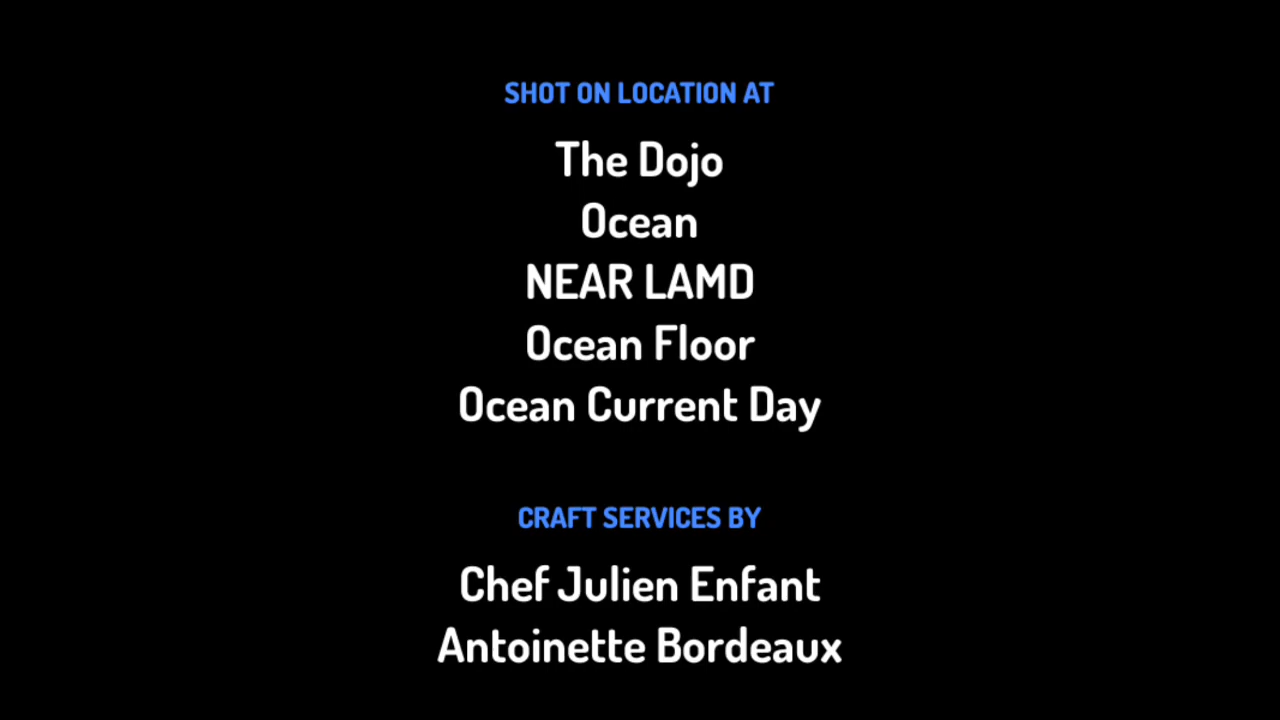 SHOT ON LOCATION AT
The Dojo
Ocean
NEAR LAMD
Ocean Floor
Ocean Current Day
CRAFT SERVICES BY
Chef Julien Enfant
Antoinette Bordeaux